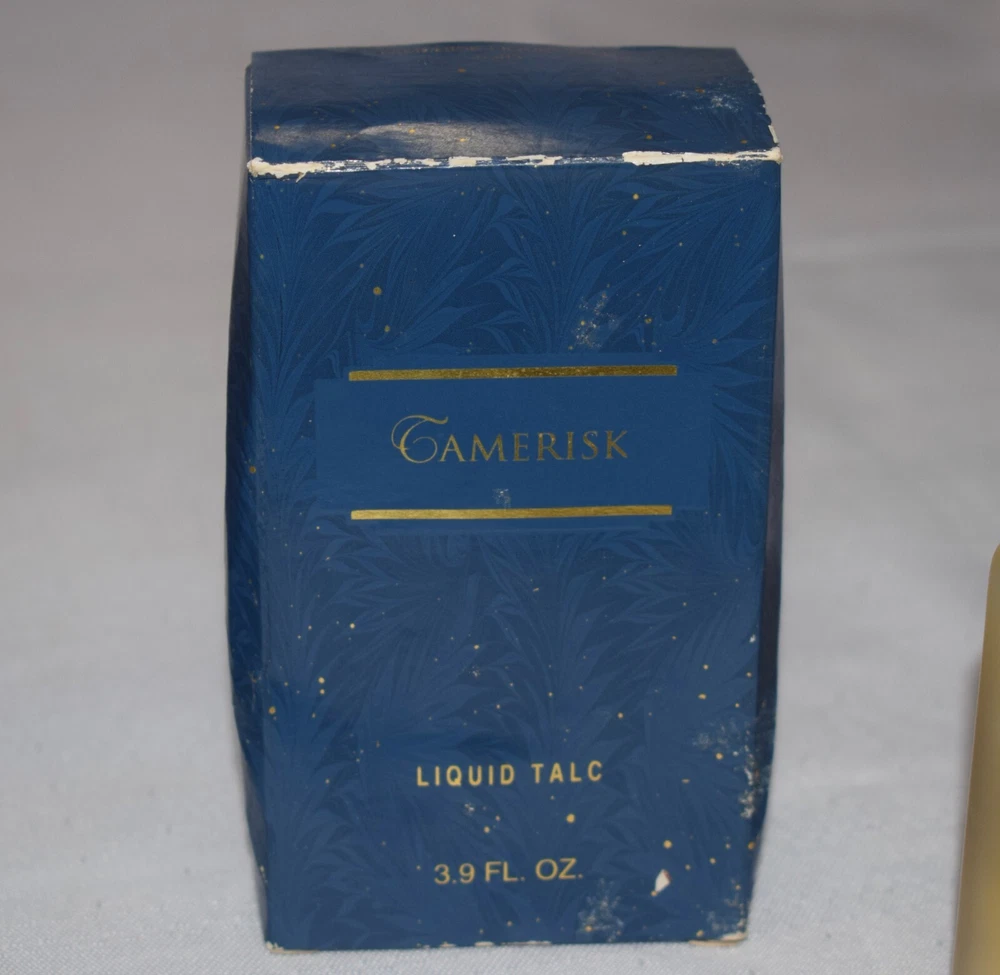 TAMERISK
LIQUID TALC
3.9 FL. OZ.